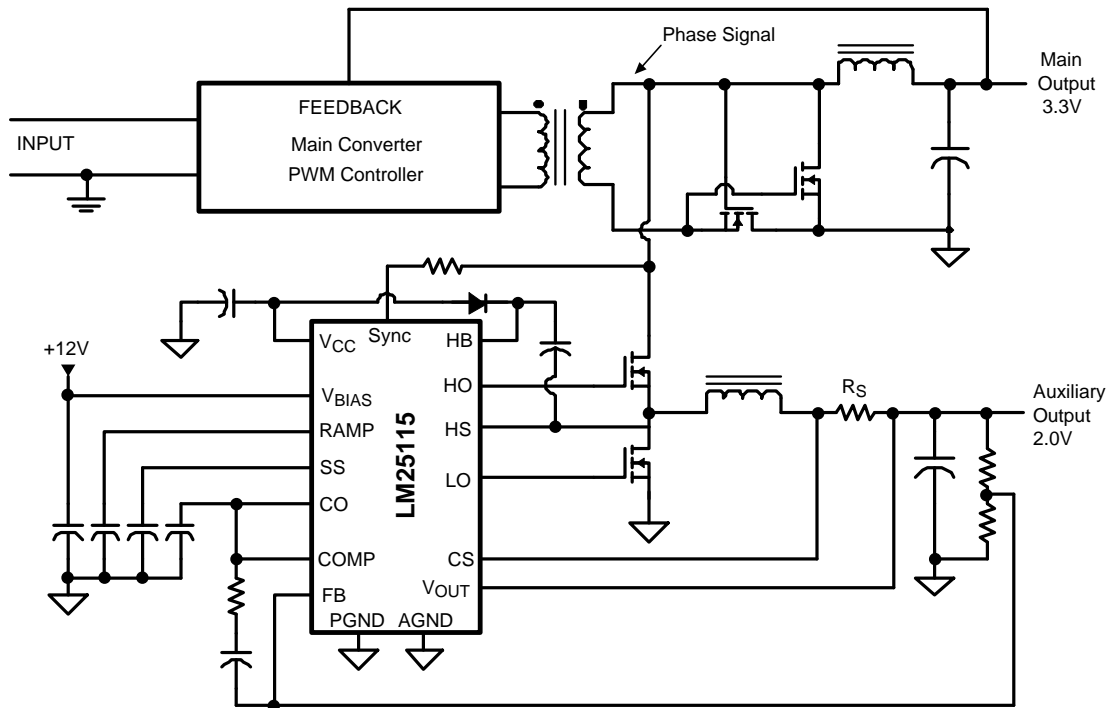 Phase Signal
Main
Output
3.3V
FEEDBACK
Main Converter
PWM Controller
INPUT
+12V
Sync
VCC
HB
VBIAS
HO
RAMP
HS
SS
LO
CO
LM25115
COMP
CS
VOUT
FB
PGND AGND
RS
Auxiliary
Output
2.0V